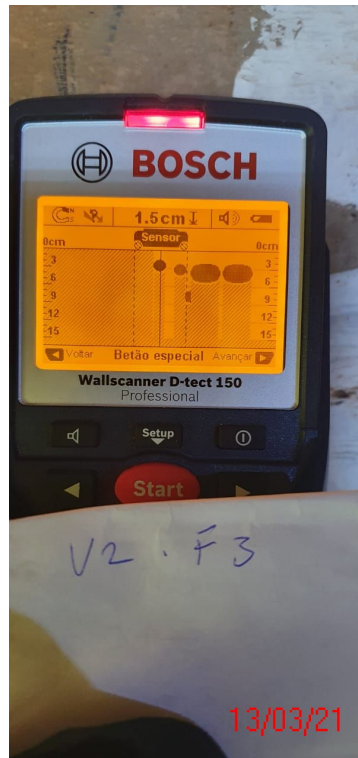 BOSCH
1.5cm
Sensor
0cm 0cm
3 3
6 6
9 9
12 12
15 15
Voltar Betão especial Avançar
Wallscanner D-tect 150
Professional
Setup
Start
V2 . F3
13/03/21